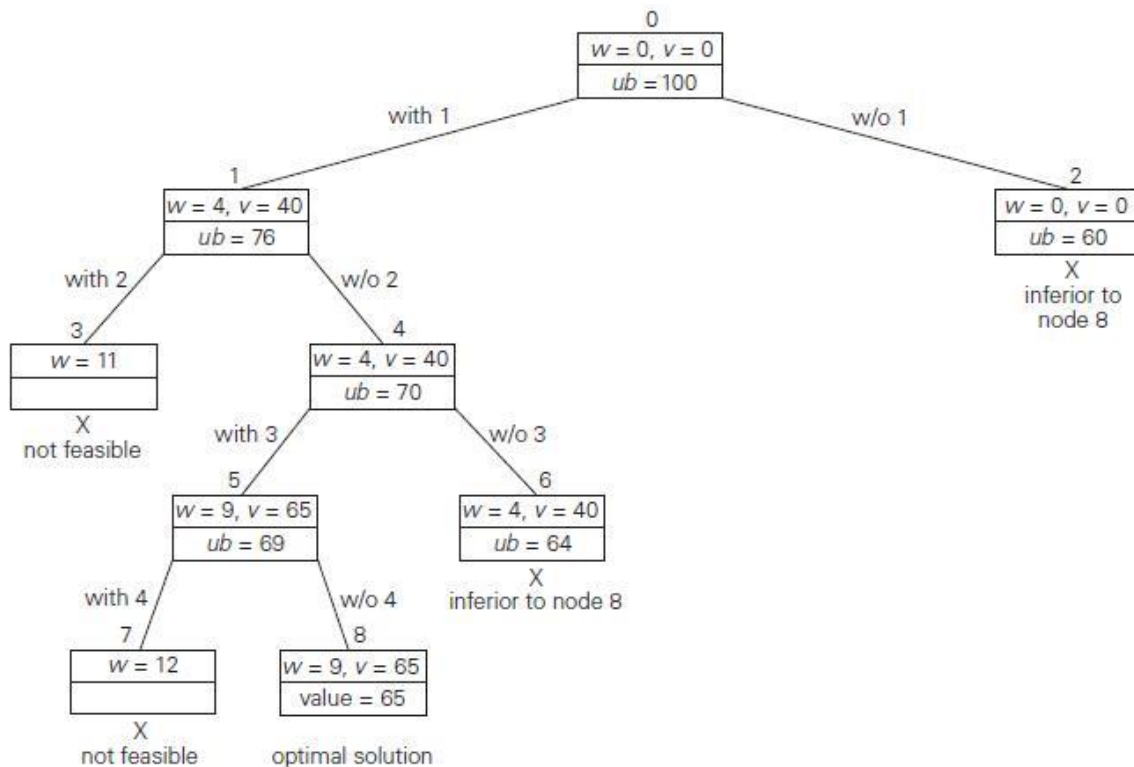 0
w = 0, v = 0
ub = 100
with 1
w/o 1
1
w = 4, v = 40
ub = 76
2
w = 0, v = 0
ub = 60
X
inferior to
node 8
with 2
w/o 2
3
w = 11
X
not feasible
4
w = 4, v = 40
ub = 70
with 3
w/o 3
5
w = 9, v = 65
ub = 69
6
w = 4, v = 40
ub = 64
X
inferior to node 8
with 4
w/o 4
7
w = 12
X
not feasible
8
w = 9, v = 65
value = 65
optimal solution